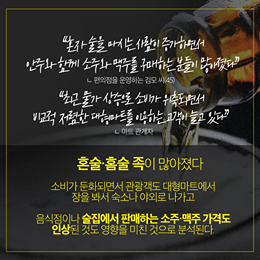 “혼자 술을 마시는 사람이 증가하면서
안주와 함께 소주와 맥주를 구매하는 분들이 많아졌다”
ㄴ 편의점을 운영하는 김모 씨(45)
“최근 물가 상승으로 소비가 위축되면서
비교적 저렴한 대형마트를 이용하는 고객이 늘고 있다”
ㄴ 마트 관계자
혼술·홈술 족이 많아졌다
소비가 둔화되면서 관광객도 대형마트에서
장을 봐서 숙소나 야외로 나가고
음식점이나 술집에서 판매하는 소주·맥주 가격도
인상된 것도 영향을 미친 것으로 분석된다.